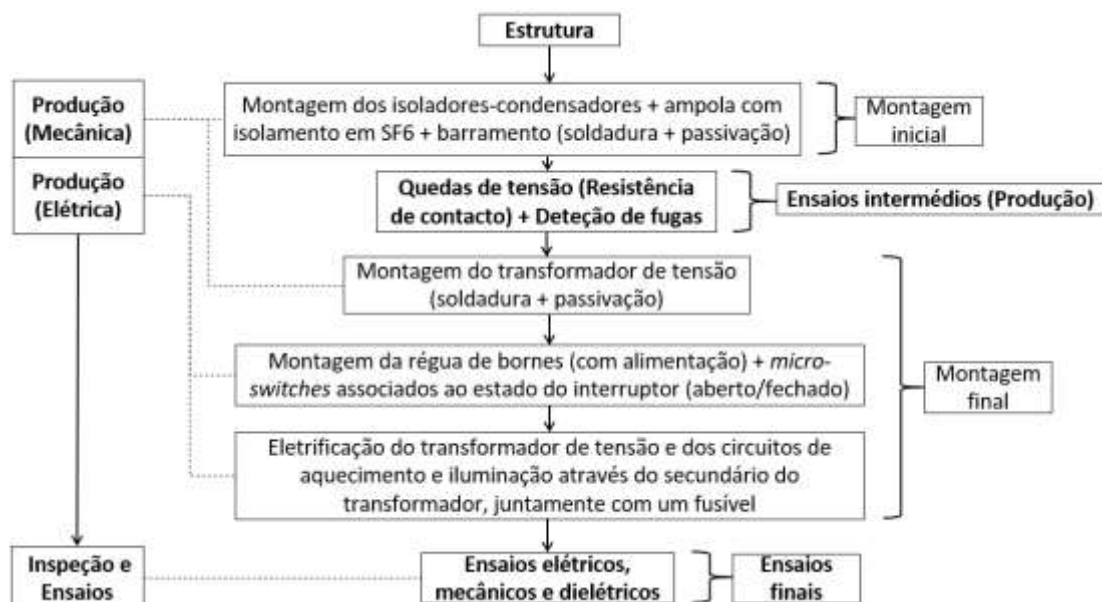 Estrutura
Produção
(Mecânica)
Montagem dos isoladores-condensadores + ampola com
isolamento em SF6 + barramento (soldadura + passivação)
Montagem
inicial
Produção
(Elétrica)
Quedas de tensão (Resistência
de contacto) + Deteção de fugas
Ensaios intermédios (Produção)
Montagem do transformador de tensão
(soldadura + passivação)
Montagem da régua de bornes (com alimentação) + micro-
switches associados ao estado do interruptor (aberto/fechado)
Montagem
final
Eletrificação do transformador de tensão e dos circuitos de
aquecimento e iluminação através do secundário do
transformador, juntamente com um fusível
Inspeção e
Ensaios
Ensaios elétricos,
mecânicos e dielétricos
Ensaios
finais